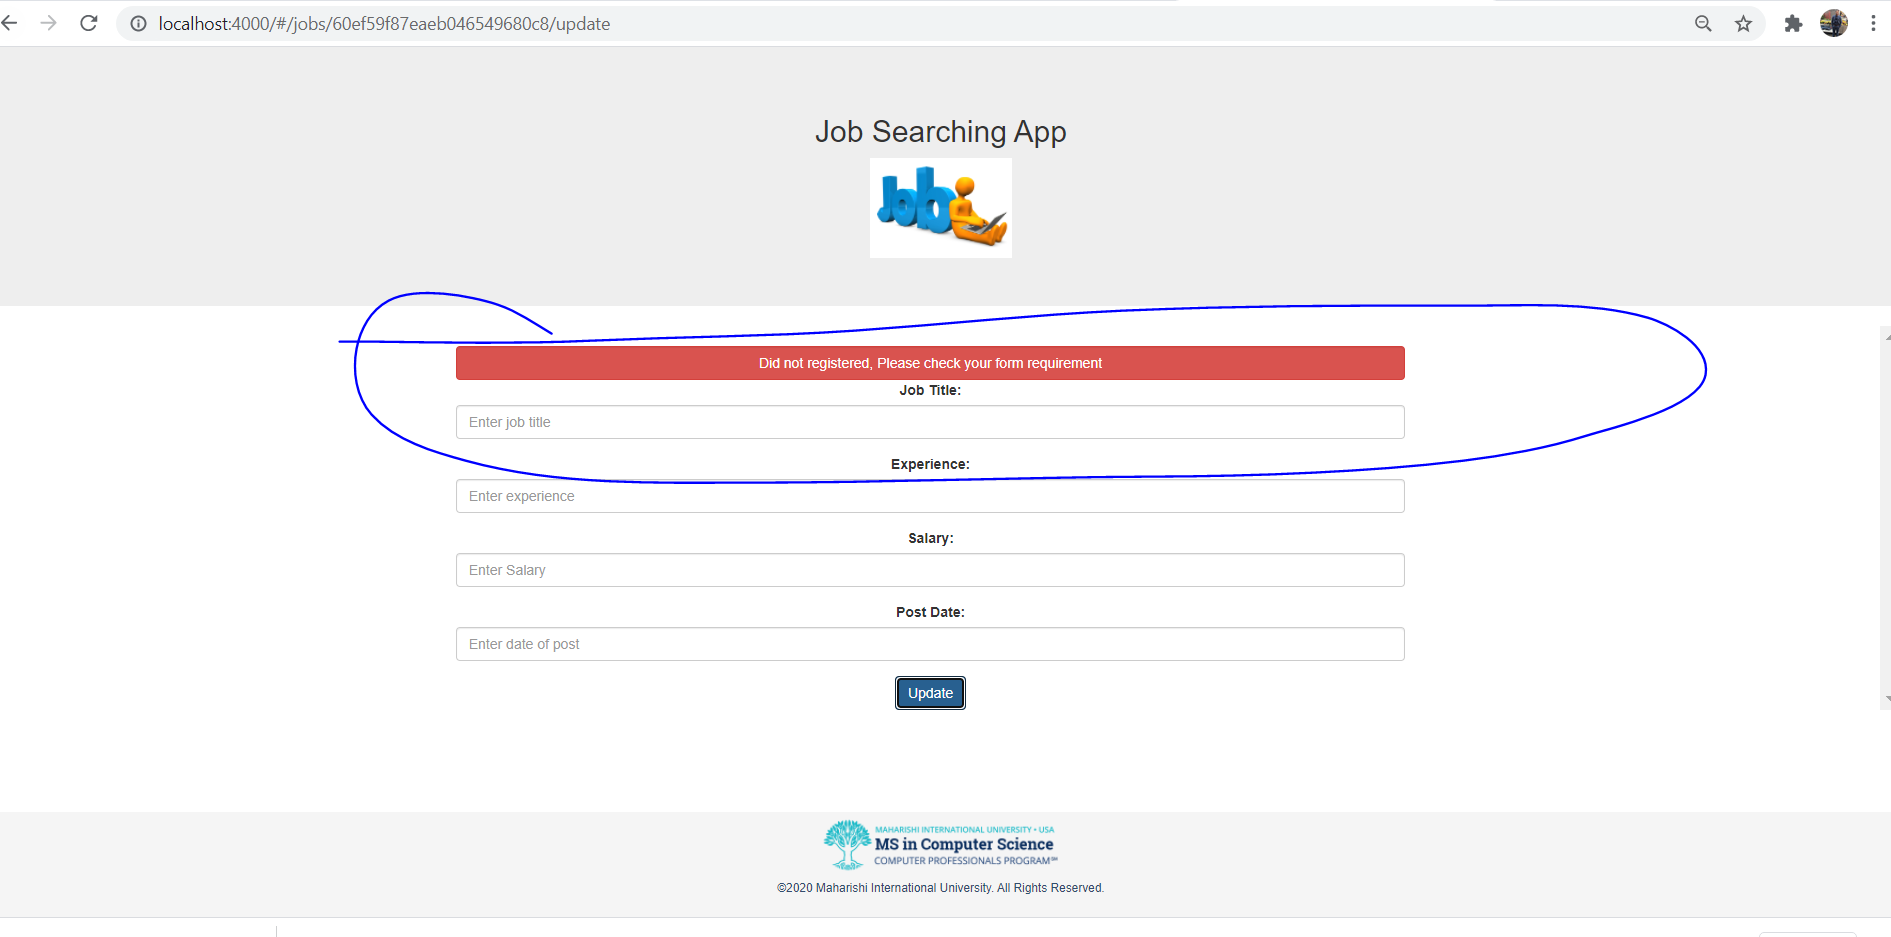 localhost:4000/#/jobs/60ef59f87eaeb046549680c8/update
Job Searching App
Job
Did not registered, Please check your form requirement
Job Title:
Enter job title
Experience:
Enter experience
Salary:
Enter Salary
Post Date:
Enter date of post
Update
MAHARISHI INTERNATIONAL UNIVERSITY • USA
MS in Computer Science
COMPUTER PROFESSIONALS PROGRAM℠
©2020 Maharishi International University. All Rights Reserved.